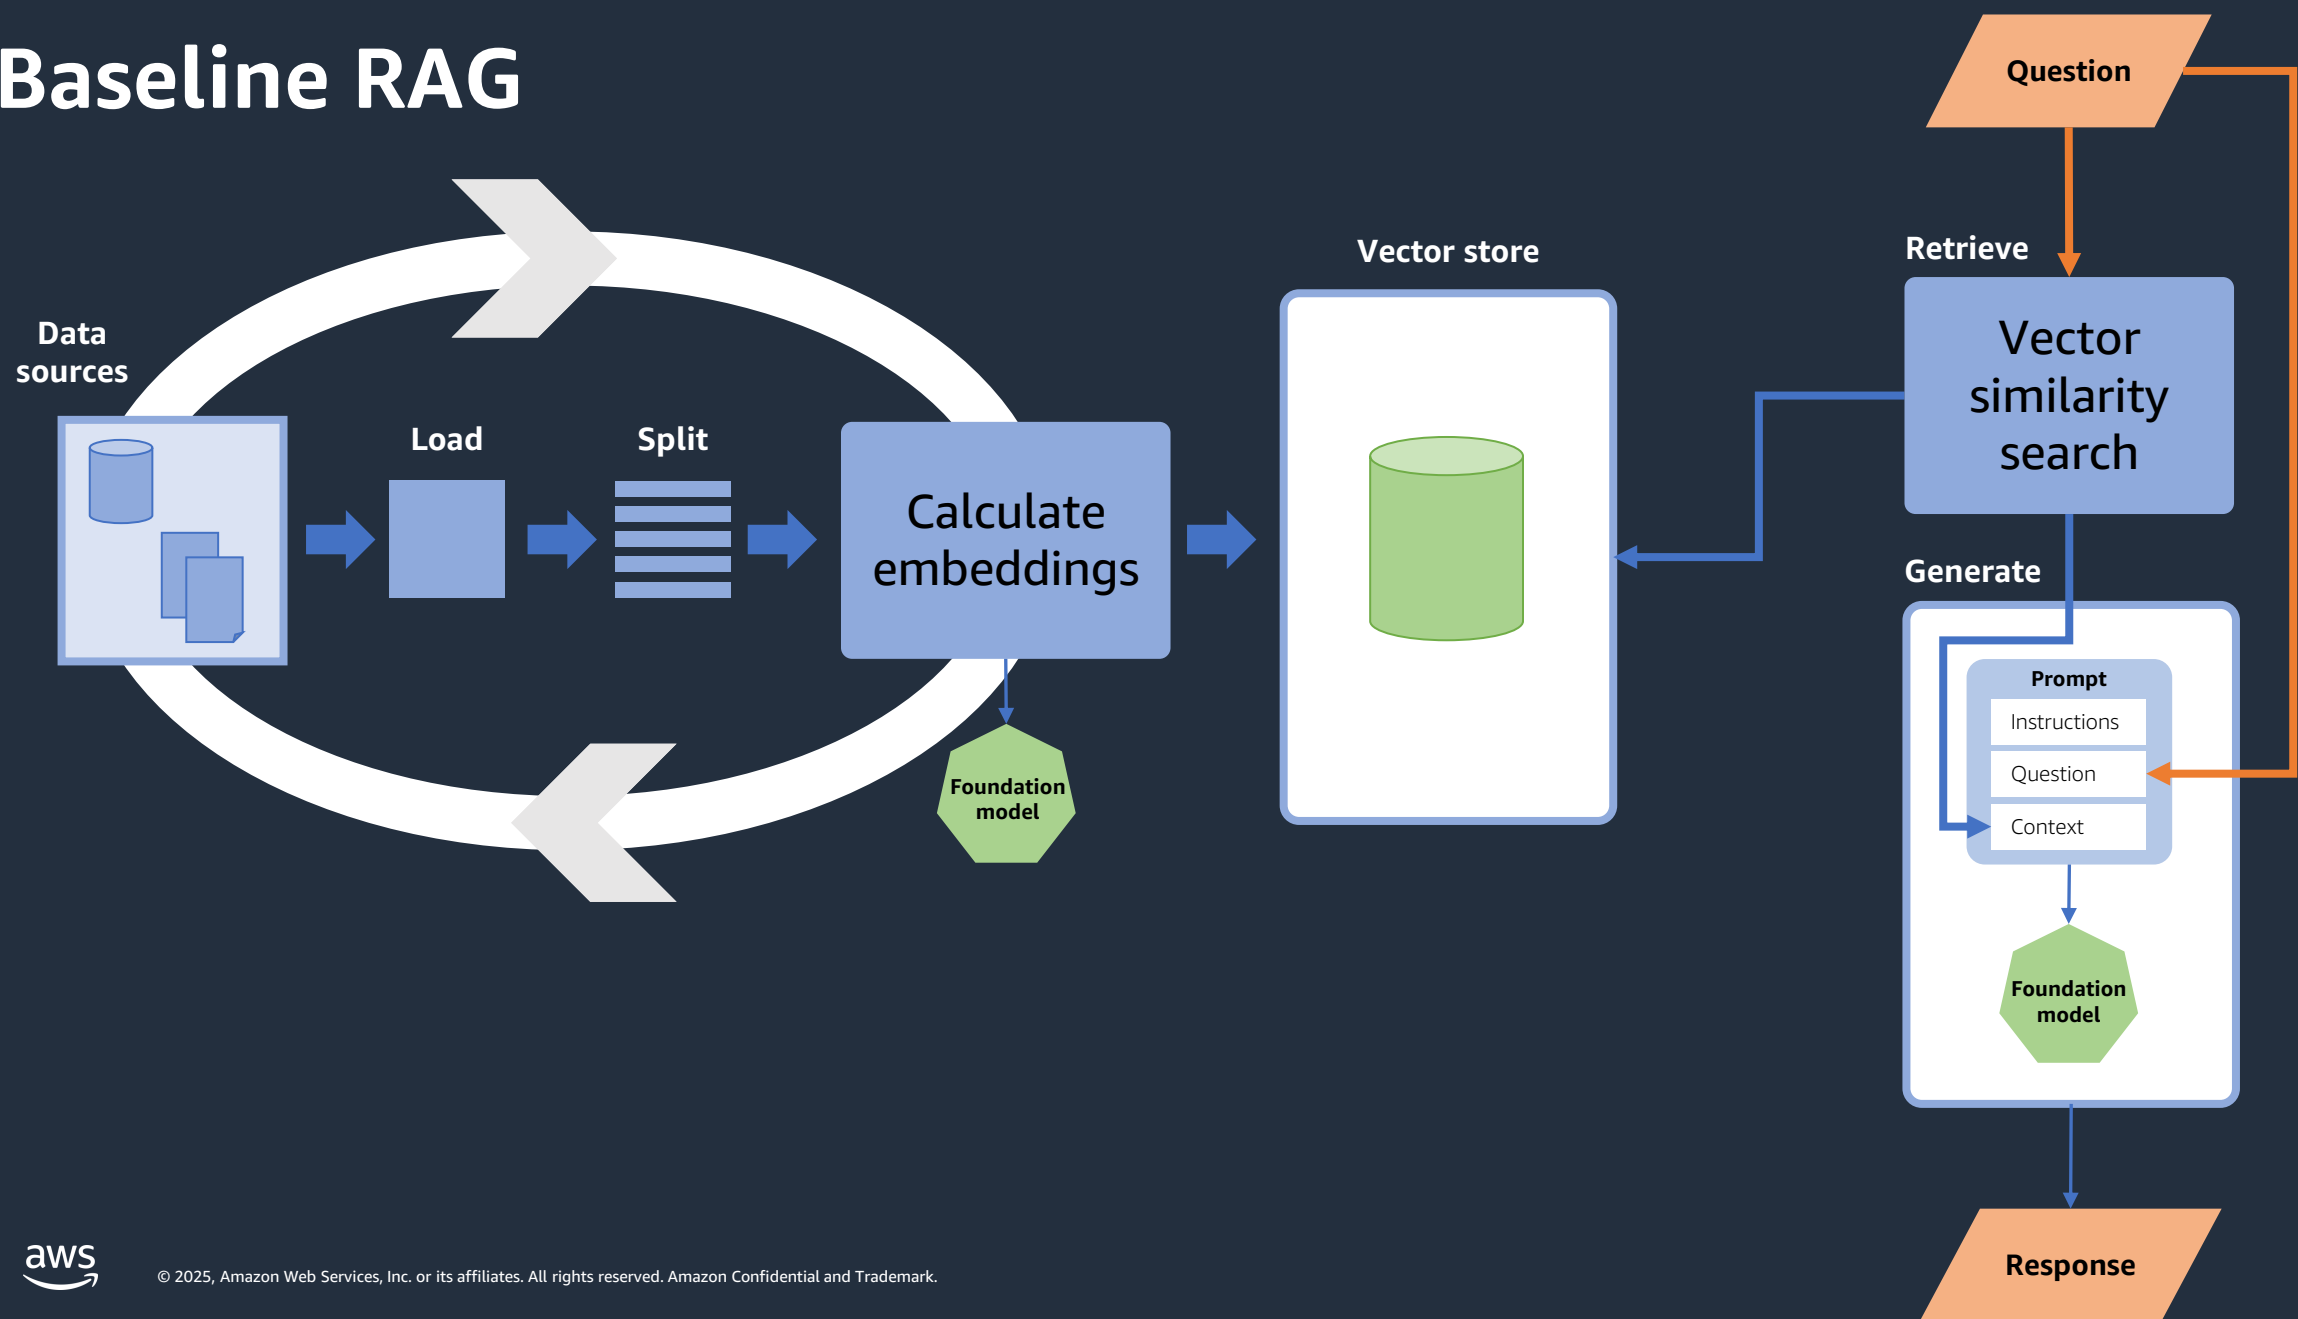 Baseline RAG
Question
Data
sources
Load
Split
Calculate
embeddings
Foundation
model
Vector store
Retrieve
Vector
similarity
search
Generate
Prompt
Instructions
Question
Context
Foundation
model
Response
aws
© 2025, Amazon Web Services, Inc. or its affiliates. All rights reserved. Amazon Confidential and Trademark.